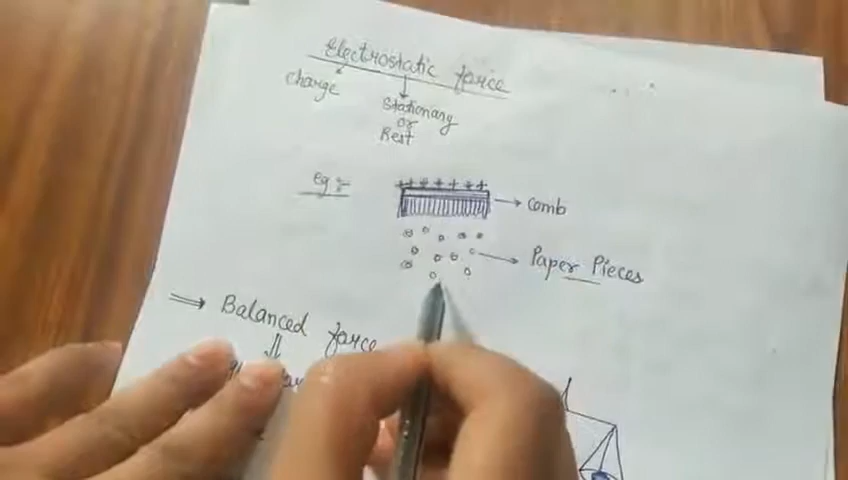 Electrostatic force
Charge
Stationary
or
Rest
eg :-
+ + + + + + +
Comb
Paper Pieces
Balanced force